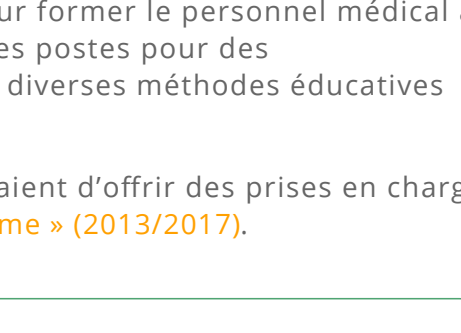 ur former le personnel médical
es postes pour des
diverses méthodes éducatives
aient d’offrir des prises en charg
me » (2013/2017).